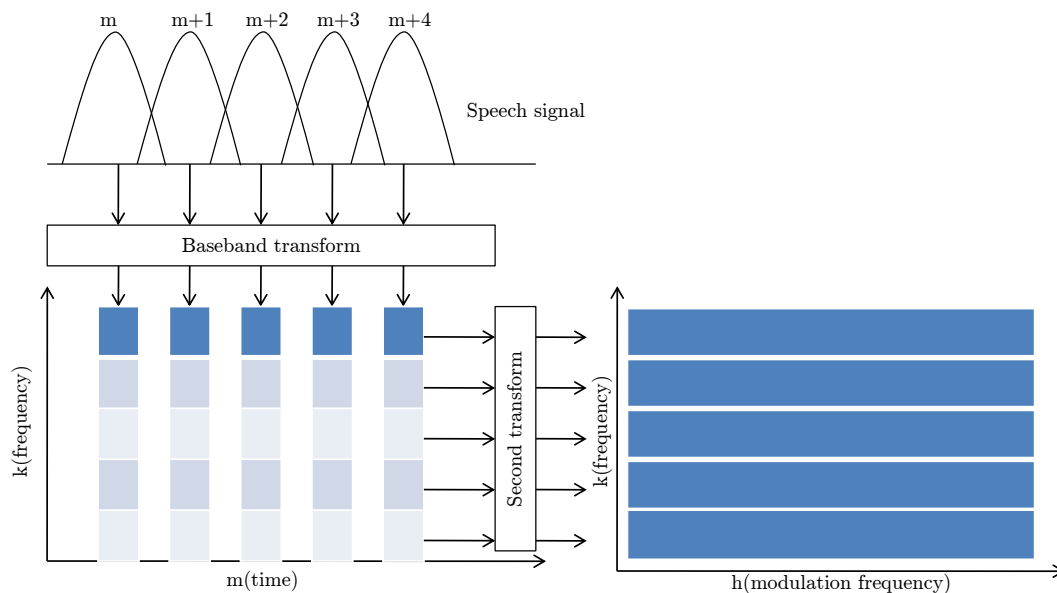 m
m+1
m+2
m+3
m+4
Speech signal
Baseband transform
k(frequency)
m(time)
Second transform
k(frequency)
h(modulation frequency)